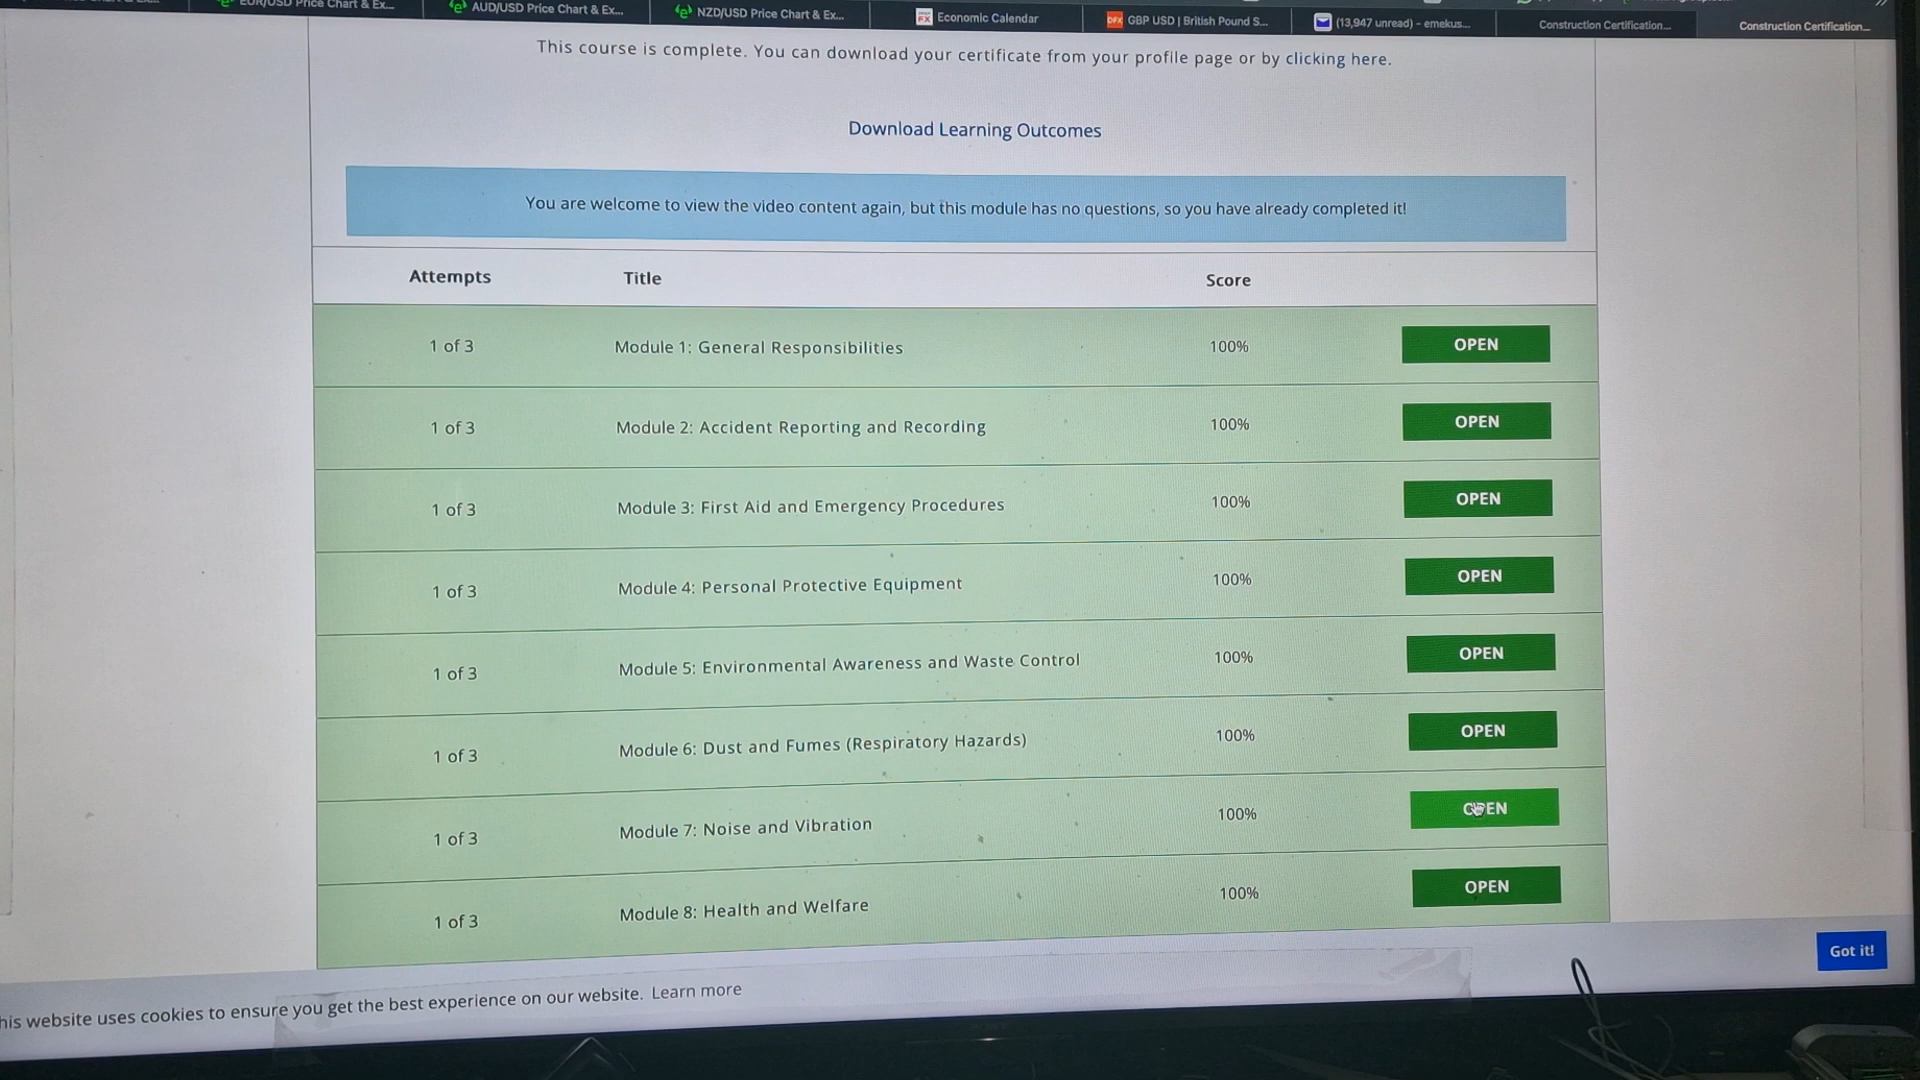 EUR/USD Price Chart & Ex...
AUD/USD Price Chart & Ex...
NZD/USD Price Chart & Ex...
Economic Calendar
GBP USD | British Pound S...
(13,947 unread) - emekus...
Construction Certification...
Construction Certification...
This course is complete. You can download your certificate from your profile page or by clicking here.
Download Learning Outcomes
You are welcome to view the video content again, but this module has no questions, so you have already completed it!
Attempts Title Score
1 of 3 Module 1: General Responsibilities 100% OPEN
1 of 3 Module 2: Accident Reporting and Recording 100% OPEN
1 of 3 Module 3: First Aid and Emergency Procedures 100% OPEN
1 of 3 Module 4: Personal Protective Equipment 100% OPEN
1 of 3 Module 5: Environmental Awareness and Waste Control 100% OPEN
1 of 3 Module 6: Dust and Fumes (Respiratory Hazards) 100% OPEN
1 of 3 Module 7: Noise and Vibration 100% OPEN
1 of 3 Module 8: Health and Welfare 100% OPEN
his website uses cookies to ensure you get the best experience on our website. Learn more
Got it!